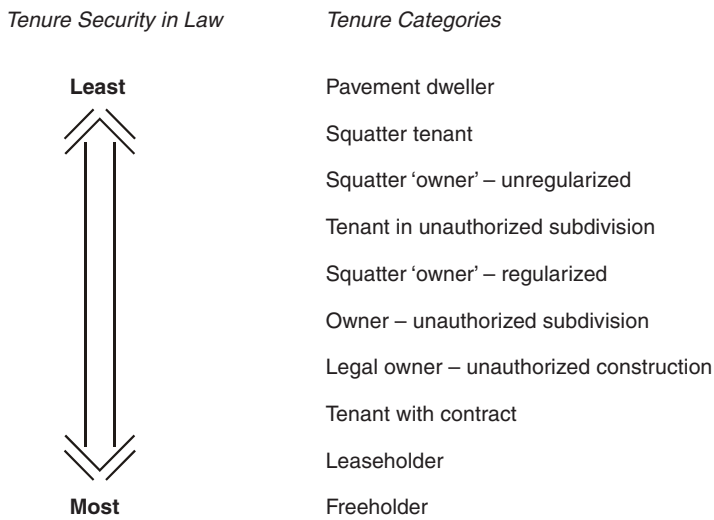 Tenure Security in Law Tenure Categories
Least Pavement dweller
Squatter tenant
Squatter ‘owner’ – unregularized
Tenant in unauthorized subdivision
Squatter ‘owner’ – regularized
Owner – unauthorized subdivision
Legal owner – unauthorized construction
Tenant with contract
Leaseholder
Most Freeholder